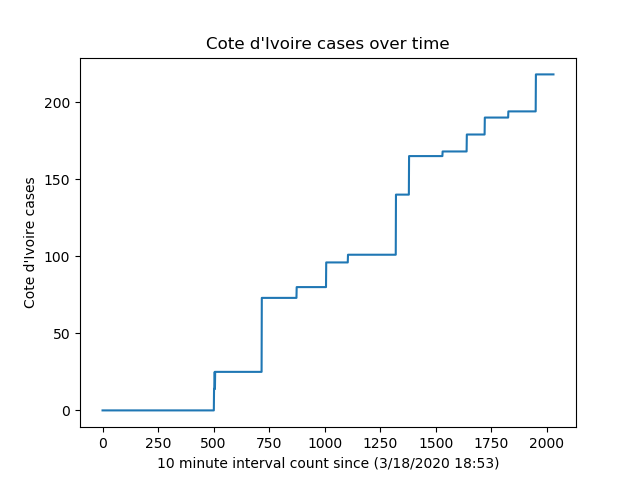 Cote d'Ivoire cases over time
Cote d'Ivoire cases
200
150
100
50
0
0 250 500 750 1000 1250 1500 1750 2000
10 minute interval count since (3/18/2020 18:53)